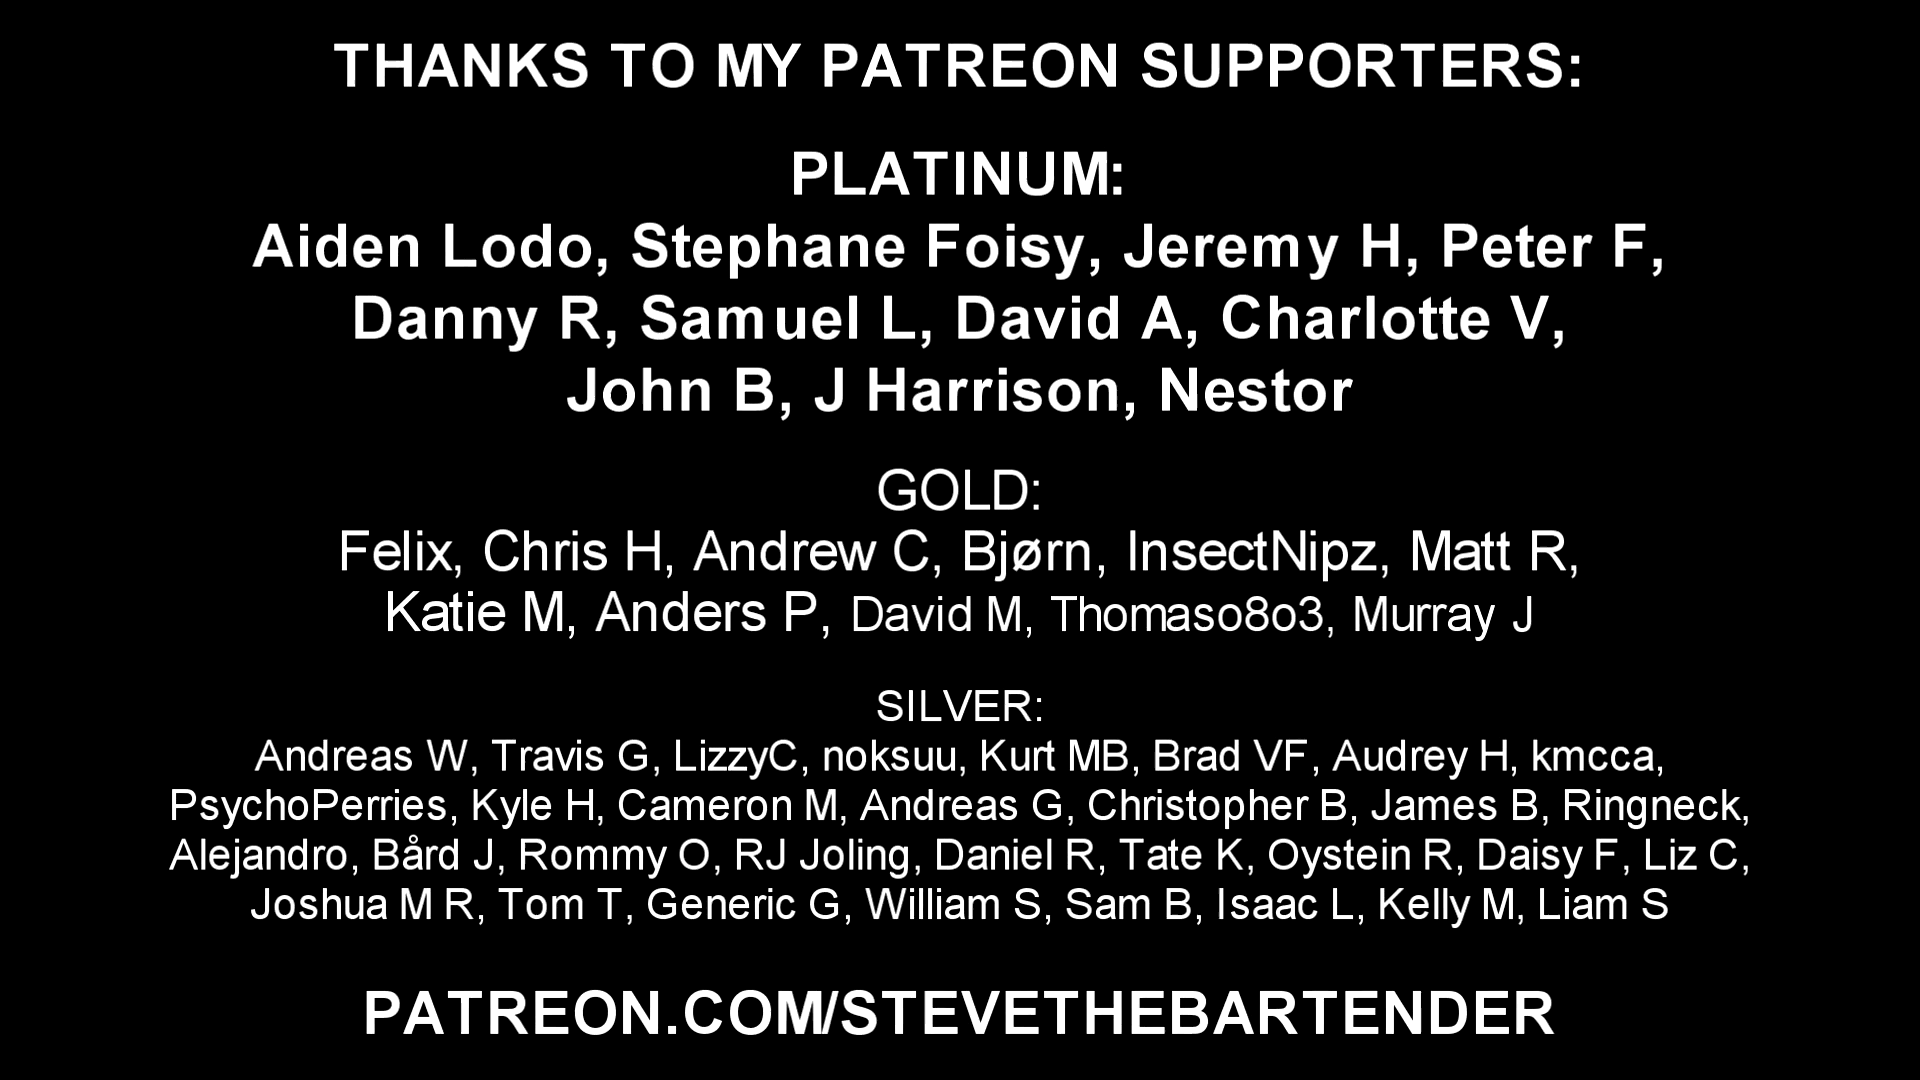 THANKS TO MY PATREON SUPPORTERS:
PLATINUM:
Aiden Lodo, Stephane Foisy, Jeremy H, Peter F,
Danny R, Samuel L, David A, Charlotte V,
John B, J Harrison, Nestor
GOLD:
Felix, Chris H, Andrew C, Bjørn, InsectNipz, Matt R,
Katie M, Anders P, David M, Thomaso8o3, Murray J
SILVER:
Andreas W, Travis G, LizzyC, noksuu, Kurt MB, Brad VF, Audrey H, kmcca,
PsychoPerries, Kyle H, Cameron M, Andreas G, Christopher B, James B, Ringneck,
Alejandro, Bård J, Rommy O, RJ Joling, Daniel R, Tate K, Oystein R, Daisy F, Liz C,
Joshua M R, Tom T, Generic G, William S, Sam B, Isaac L, Kelly M, Liam S
PATREON.COM/STEVETHEBARTENDER